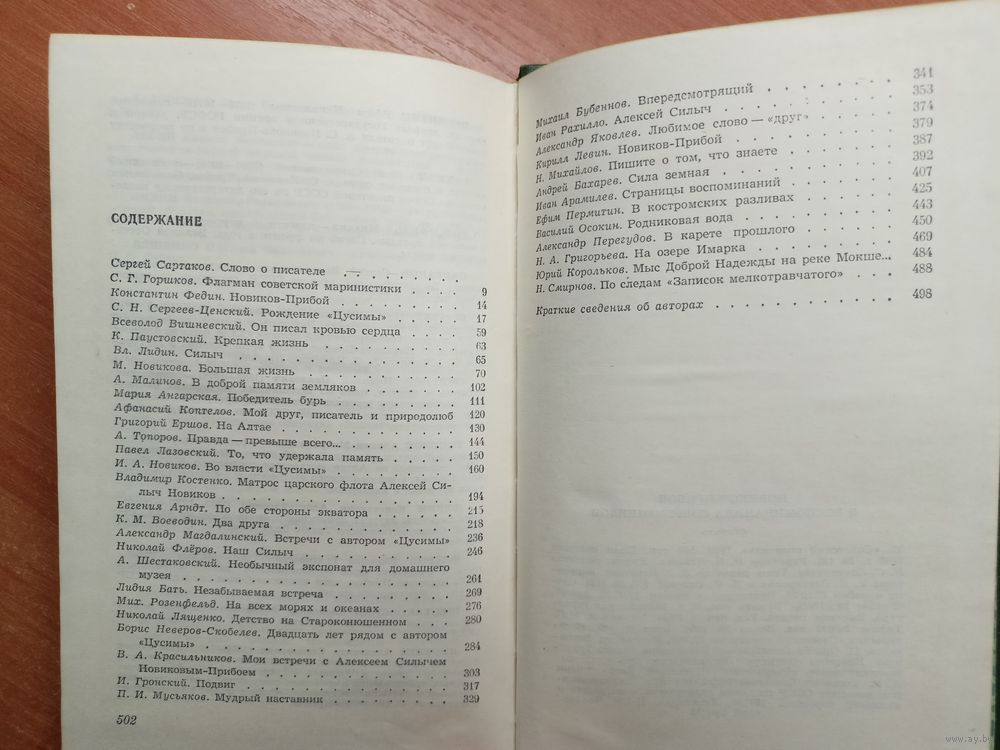 СОДЕРЖАНИЕ
Сергей Сартаков. Слово о писателе — . . . . . .
С. Г. Горшков. Флагман советской маринистики . . . 9
Константин Федин. Новиков-Прибой . . . . . . . 14
С. Н. Сергеев-Ценский. Рождение «Цусимы» . . . . 17
Всеволод Вишневский. Он писал кровью сердца . . . 59
К. Паустовский. Крепкая жизнь . . . . . . . . 63
Вл. Лидин. Силыч . . . . . . . . . . . 65
М. Новикова. Большая жизнь . . . . . . . . . 70
А. Малинов. В доброй памяти земляков . . . . . . 102
Мария Ангарская. Победитель бурь . . . . . . . 111
Афанасий Коптелов. Мой друг, писатель и природолюб 120
Григорий Ершов. На Алтае . . . . . . . . . . 130
А. Топоров. Правда — превыше всего... . . . . . . 144
Павел Лазовский. То, что удержала память . . . . 150
И. А. Новиков. Во власти «Цусимы» . . . . . . . 160
Владимир Костенко. Матрос царского флота Алексей Си-
лыч Новиков . . . . . . . . . . . . 194
Евгения Арндт. По обе стороны экватора . . . . . 215
К. М. Воеводин. Два друга . . . . . . . . . . 218
Александр Магдалинский. Встречи с автором «Цусимы» 236
Николай Флёров. Наш Силыч . . . . . . . . . 246
А. Шестаковский. Необычный экспонат для домашнего
музея . . . . . . . . . . . . . . 261
Лидия Бать. Незабываемая встреча . . . . . . . 269
Мих. Розенфельд. На всех морях и океанах . . . . . 276
Николай Лященко. Детство на Староконюшенном . . . 280
Борис Неверов-Скобелев. Двадцать лет рядом с автором
«Цусимы» . . . . . . . . . . . . . 284
В. А. Красильников. Мои встречи с Алексеем Силычем
Новиковым-Прибоем . . . . . . . . . . 303
И. Гронский. Подвиг . . . . . . . . . . . 317
П. И. Мусьяков. Мудрый наставник . . . . . . . 329
502
Михаил Бубеннов. Впередсмотрящий . . . . . . . 341
Иван Рахилло. Алексей Силыч . . . . . . . . 353
Александр Яковлев. Любимое слово — «друг» . . . . 374
Кирилл Левин. Новиков-Прибой . . . . . . . . 379
Н. Михайлов. Пишите о том, что знаете . . . . . 387
Андрей Бахарев. Сила земная . . . . . . . . 392
Иван Арамилев. Страницы воспоминаний . . . . . 407
Ефим Пермитин. В костромских разливах . . . . . 425
Василий Осокин. Родниковая вода . . . . . . . 443
Александр Перегудов. В карете прошлого . . . . . 450
Н. А. Григорьева. На озере Имарка . . . . . . . 469
Юрий Корольков. Мыс Доброй Надежды на реке Мокше... 484
Н. Смирнов. По следам «Записок мелкотравчатого» . . . 488
Краткие сведения об авторах . . . . . . . . . 498
www.ay.by